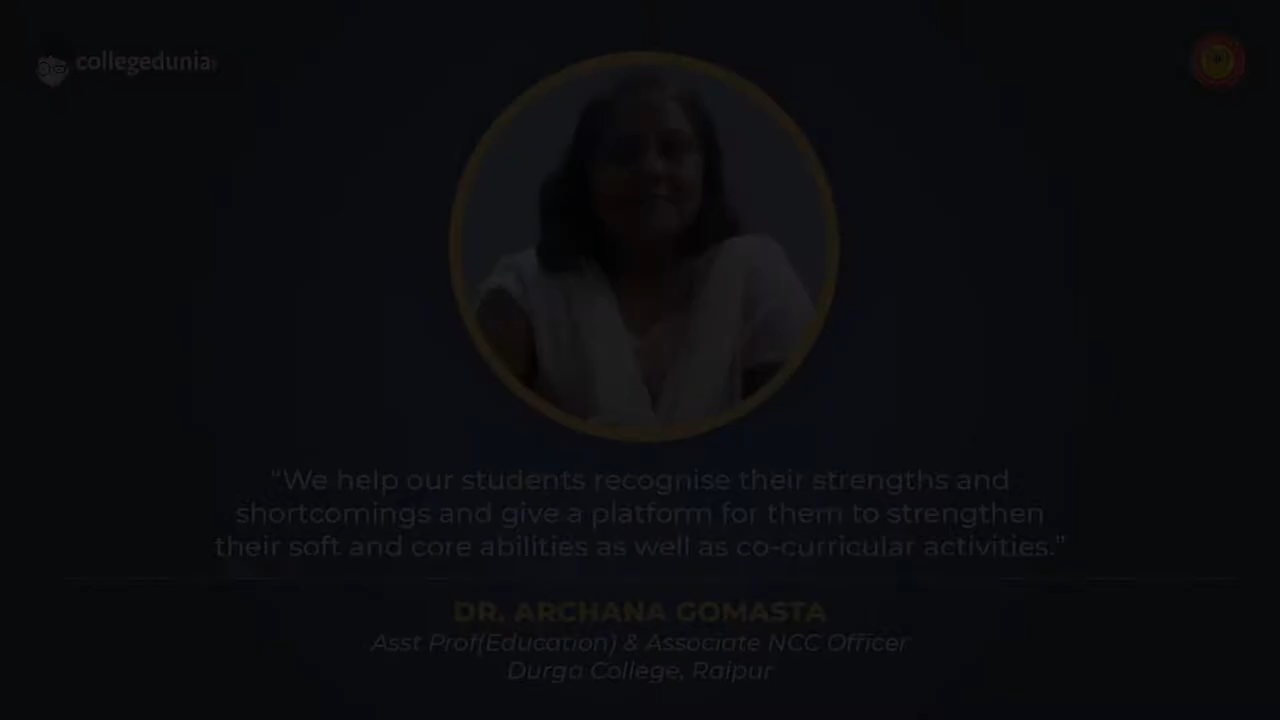 collegedunia
"We help our students recognise their strengths and
shortcomings and give a platform for them to strengthen
their soft and core abilities as well as co-curricular activities."
DR. ARCHANA GOMASTA
Asst Prof(Education) & Associate NCC Officer
Durga College, Raipur